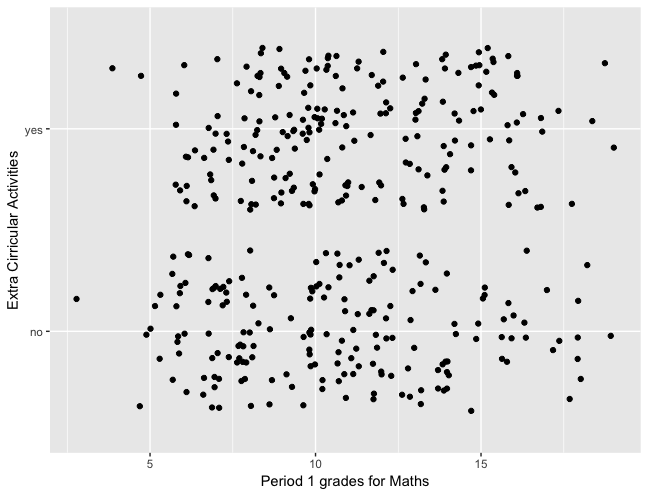 yes
Extra Cirricular Activities
no
5 10 15
Period 1 grades for Maths